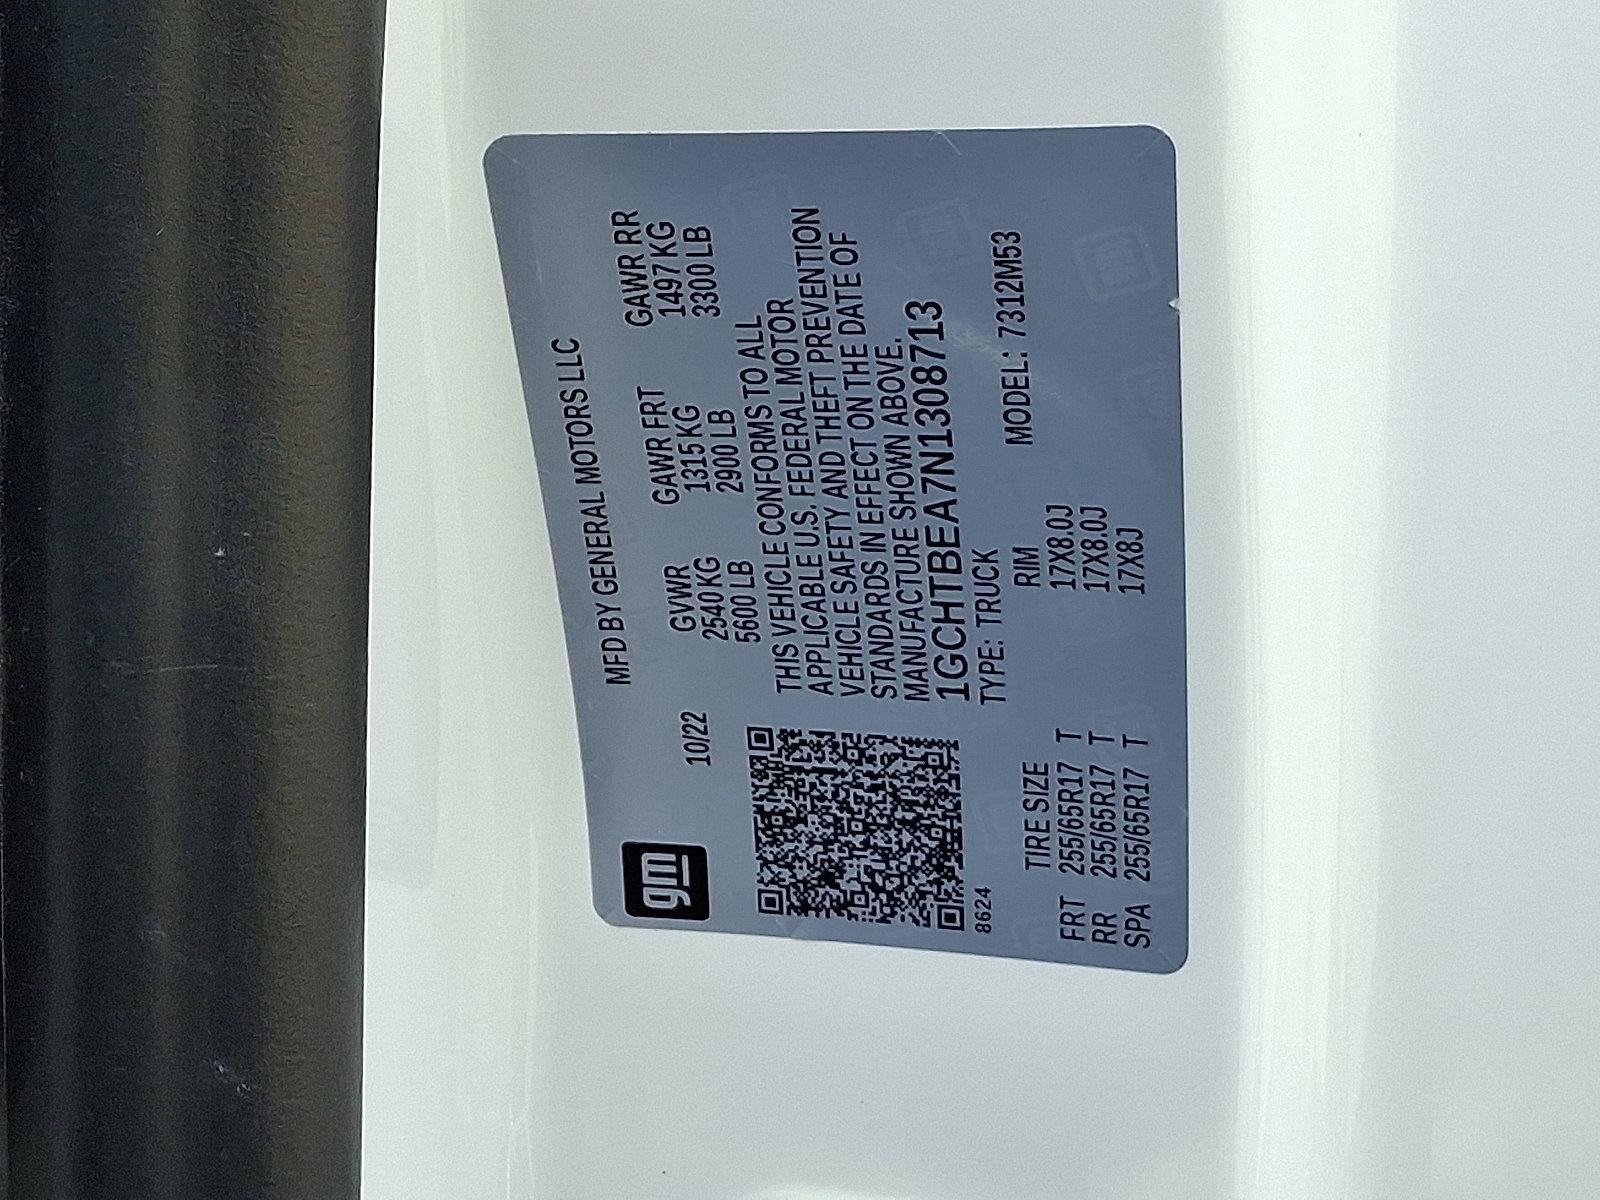 gm
MFD BY GENERAL MOTORS LLC
10/22
GVWR GAWR FRT GAWR RR
2540 KG 1315 KG 1497 KG
5600 LB 2900 LB 3300 LB
THIS VEHICLE CONFORMS TO ALL
APPLICABLE U.S. FEDERAL MOTOR
VEHICLE SAFETY AND THEFT PREVENTION
STANDARDS IN EFFECT ON THE DATE OF
MANUFACTURE SHOWN ABOVE.
1GCHTBEA7N1308713
8624
TYPE: TRUCK MODEL: 7312M53
TIRE SIZE RIM
FRT 255/65R17 T 17X8.0J
RR 255/65R17 T 17X8.0J
SPA 255/65R17 T 17X8J